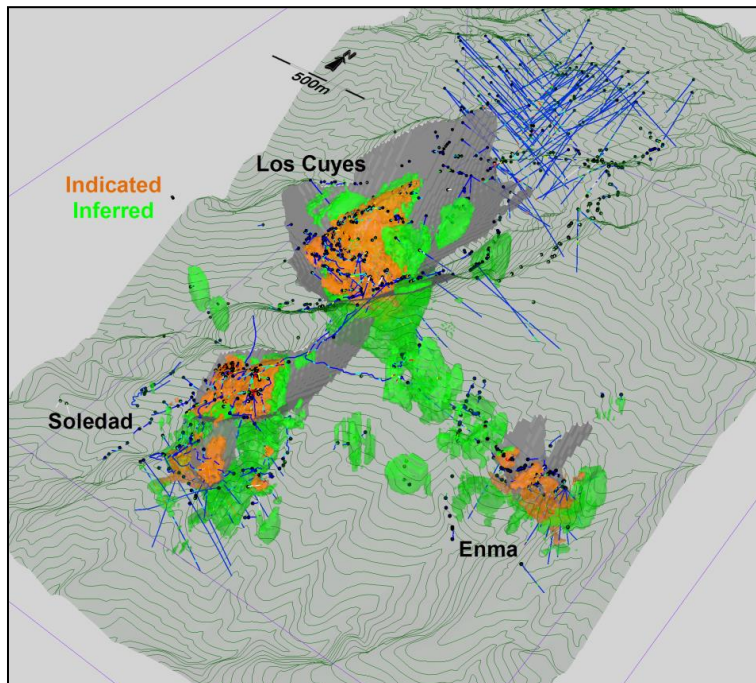 N
500m
Los Cuyes
Indicated
Inferred
Soledad
Enma